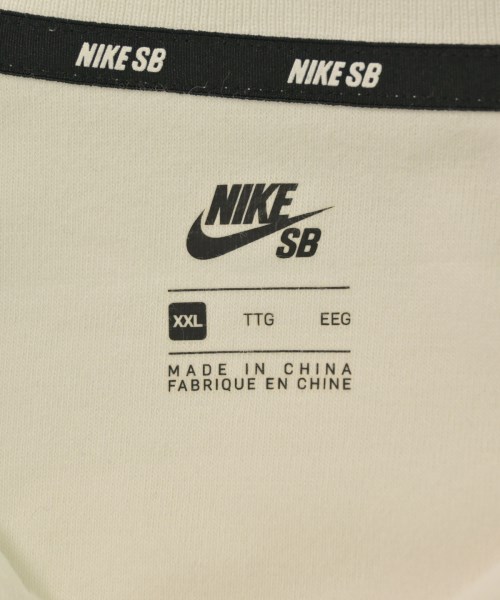 NIKE SB NIKE SB
NIKE
SB
XXL TTG EEG
MADE IN CHINA
FABRIQUE EN CHINE